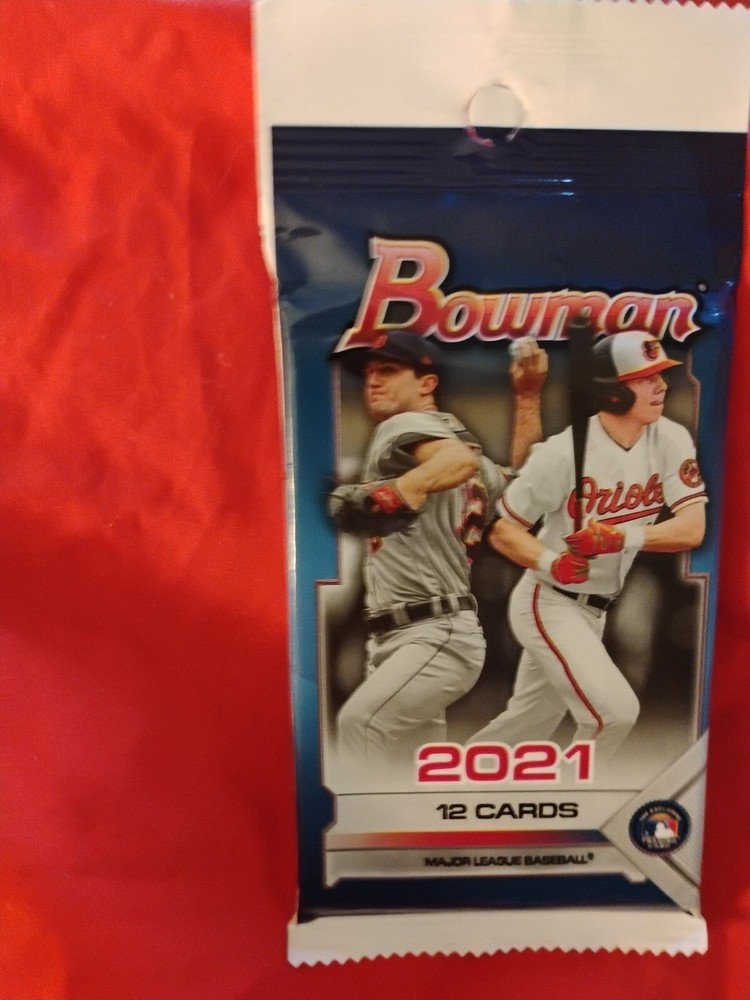 Bowman®
Orioles
2021
12 CARDS
MAJOR LEAGUE BASEBALL®